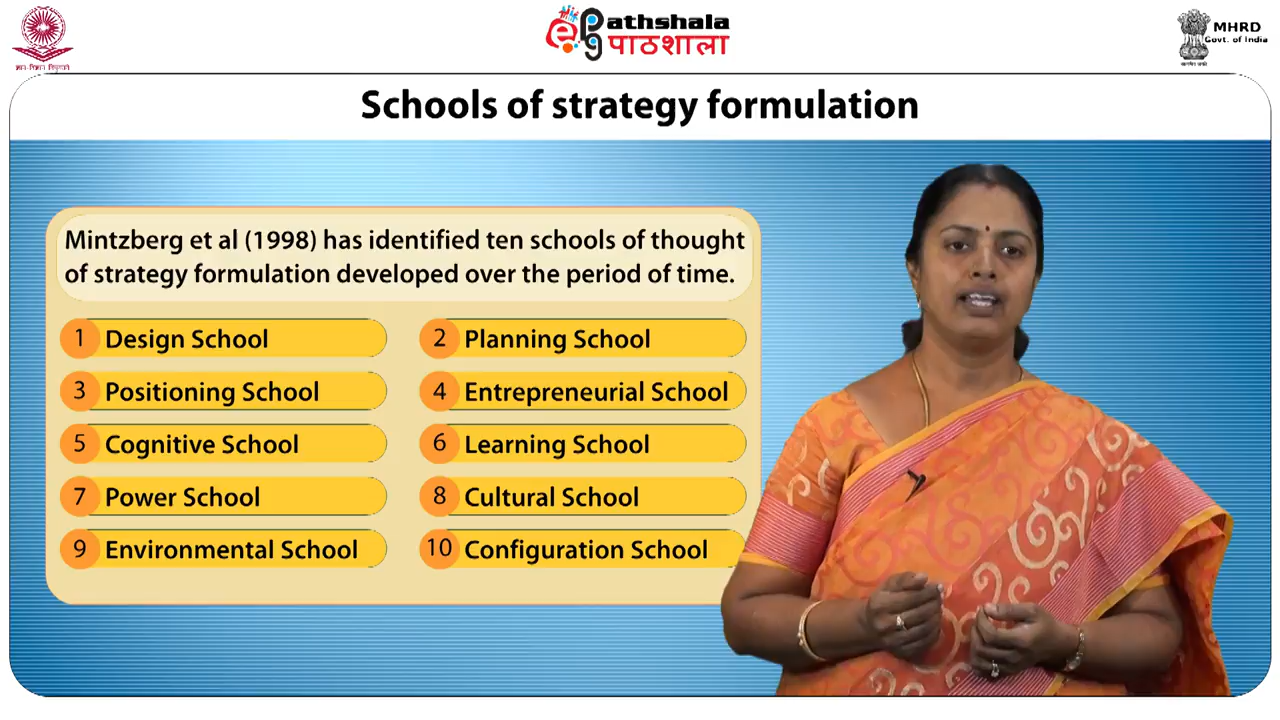 ePathshala
पाठशाला
MHRD
Govt. of India
Schools of strategy formulation
Mintzberg et al (1998) has identified ten schools of thought
of strategy formulation developed over the period of time.
1 Design School
2 Planning School
3 Positioning School
4 Entrepreneurial School
5 Cognitive School
6 Learning School
7 Power School
8 Cultural School
9 Environmental School
10 Configuration School